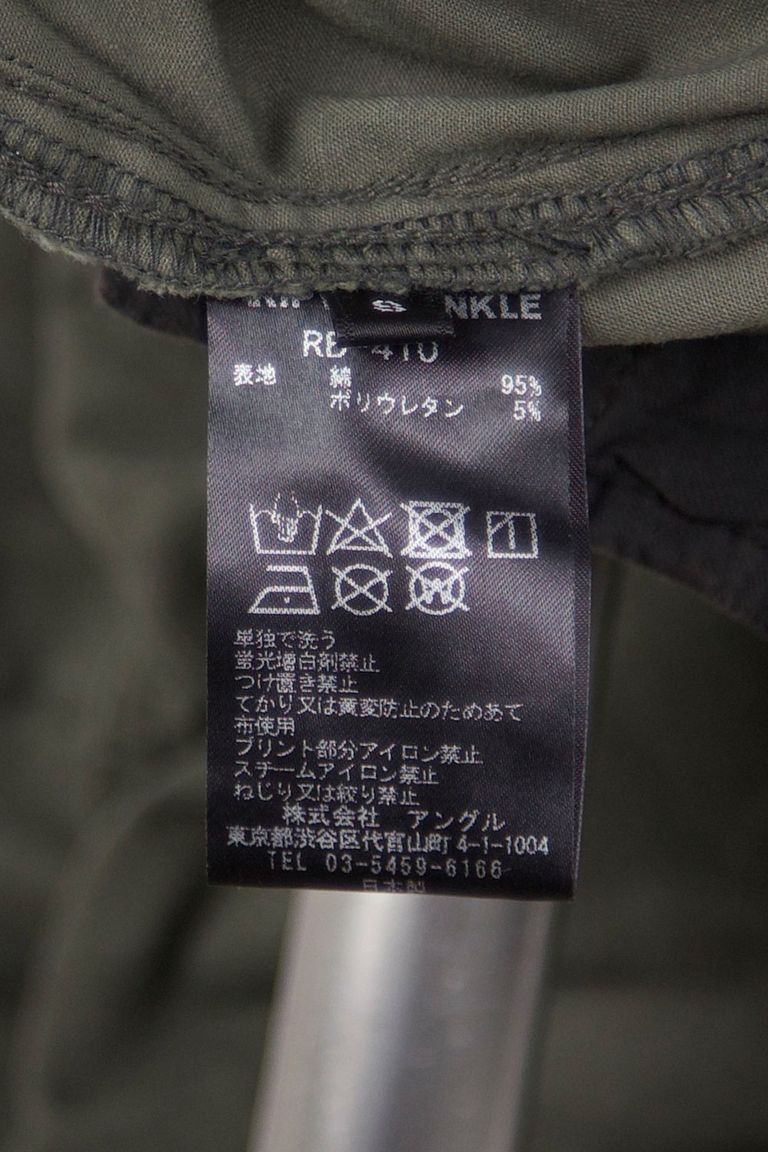 S NKLE
表地 綿 95%
ポリウレタン 5%
単独で洗う
蛍光増白剤禁止
つけ置き禁止
てかり又は黄変防止のためあて
布使用
プリント部分アイロン禁止
スチームアイロン禁止
ねじり又は絞り禁止
株式会社 アングル
東京都渋谷区代官山町4-1-1004
TEL 03-5459-6166
日本製